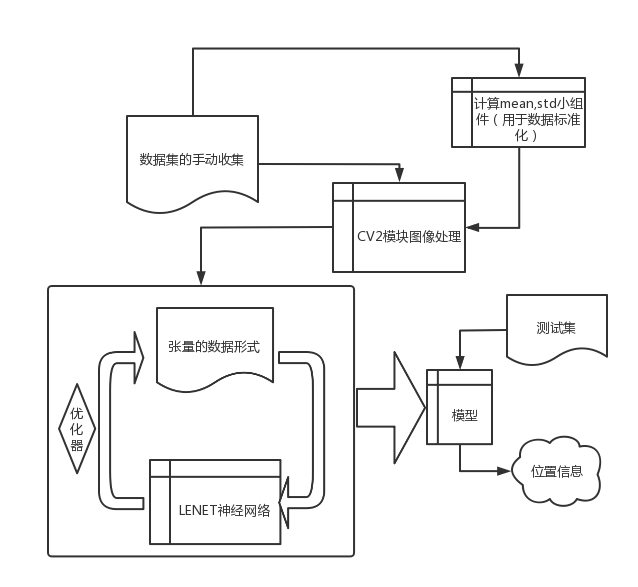 计算mean,std小组
件（用于数据标准
化）
数据集的手动收集
CV2模块图像处理
张量的数据形式
优
化
器
LENET神经网络
测试集
模型
位置信息